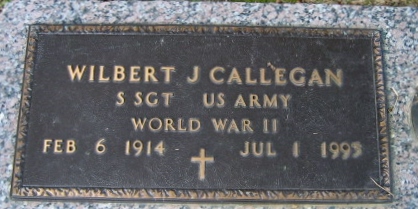 WILBERT J CALLEGAN
S SGT US ARMY
WORLD WAR II
FEB 6 1914 JUL 1 1995